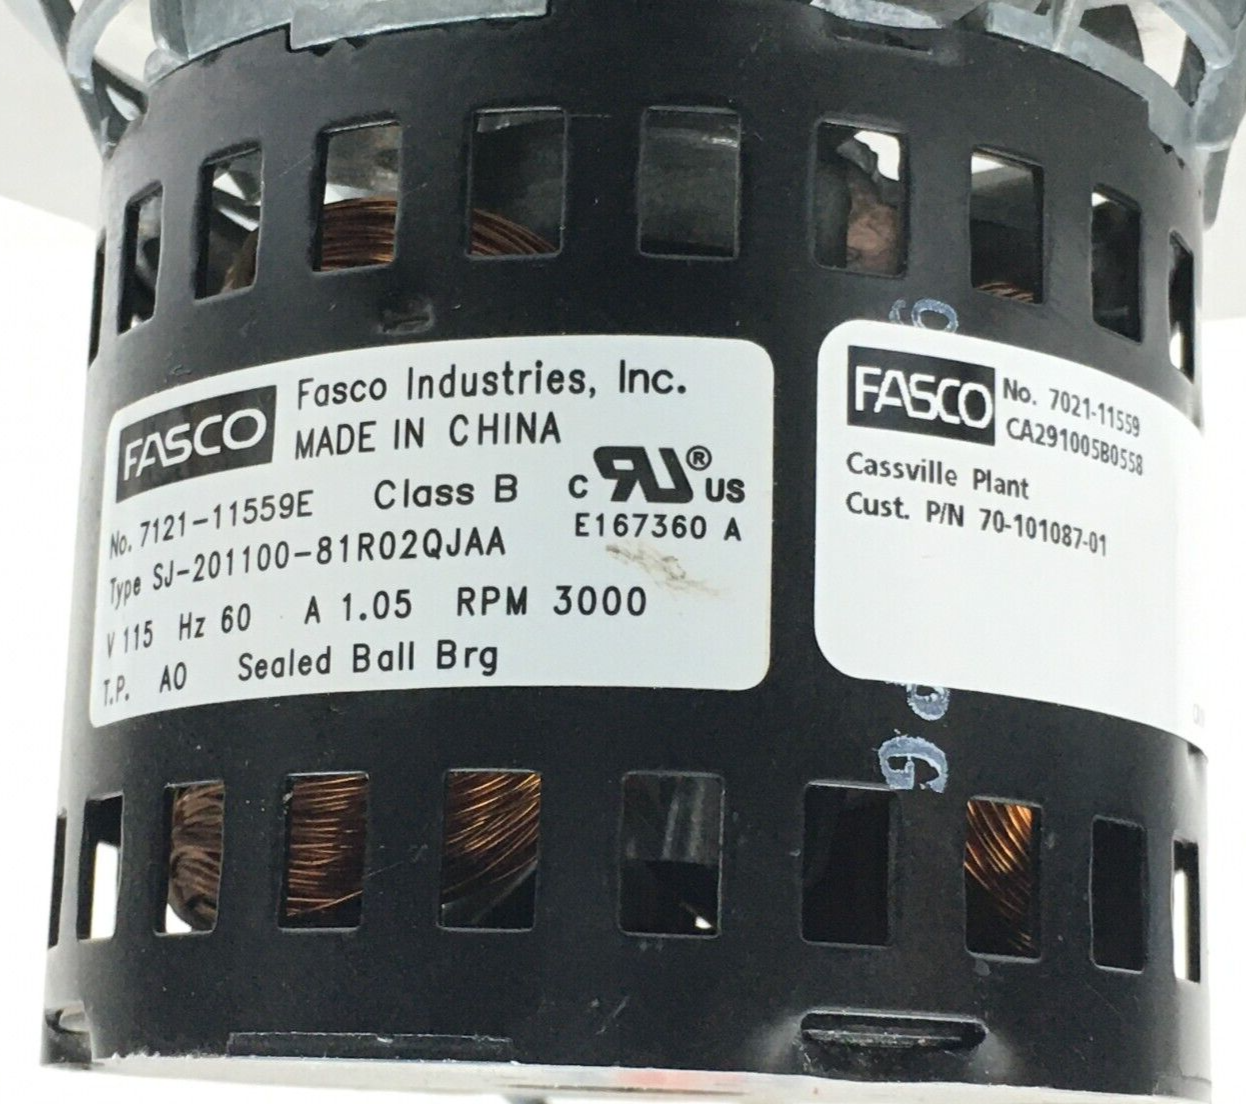 FASCO Fasco Industries, Inc.
MADE IN CHINA
No. 7121-11559E Class B
c RU® US
E167360 A
Type SJ-201100-81R02QJAA
V 115 Hz 60 A 1.05 RPM 3000
T.P. AO Sealed Ball Brg
FASCO No. 7021-11559
CA291005B0558
Cassville Plant
Cust. P/N 70-101087-01
G